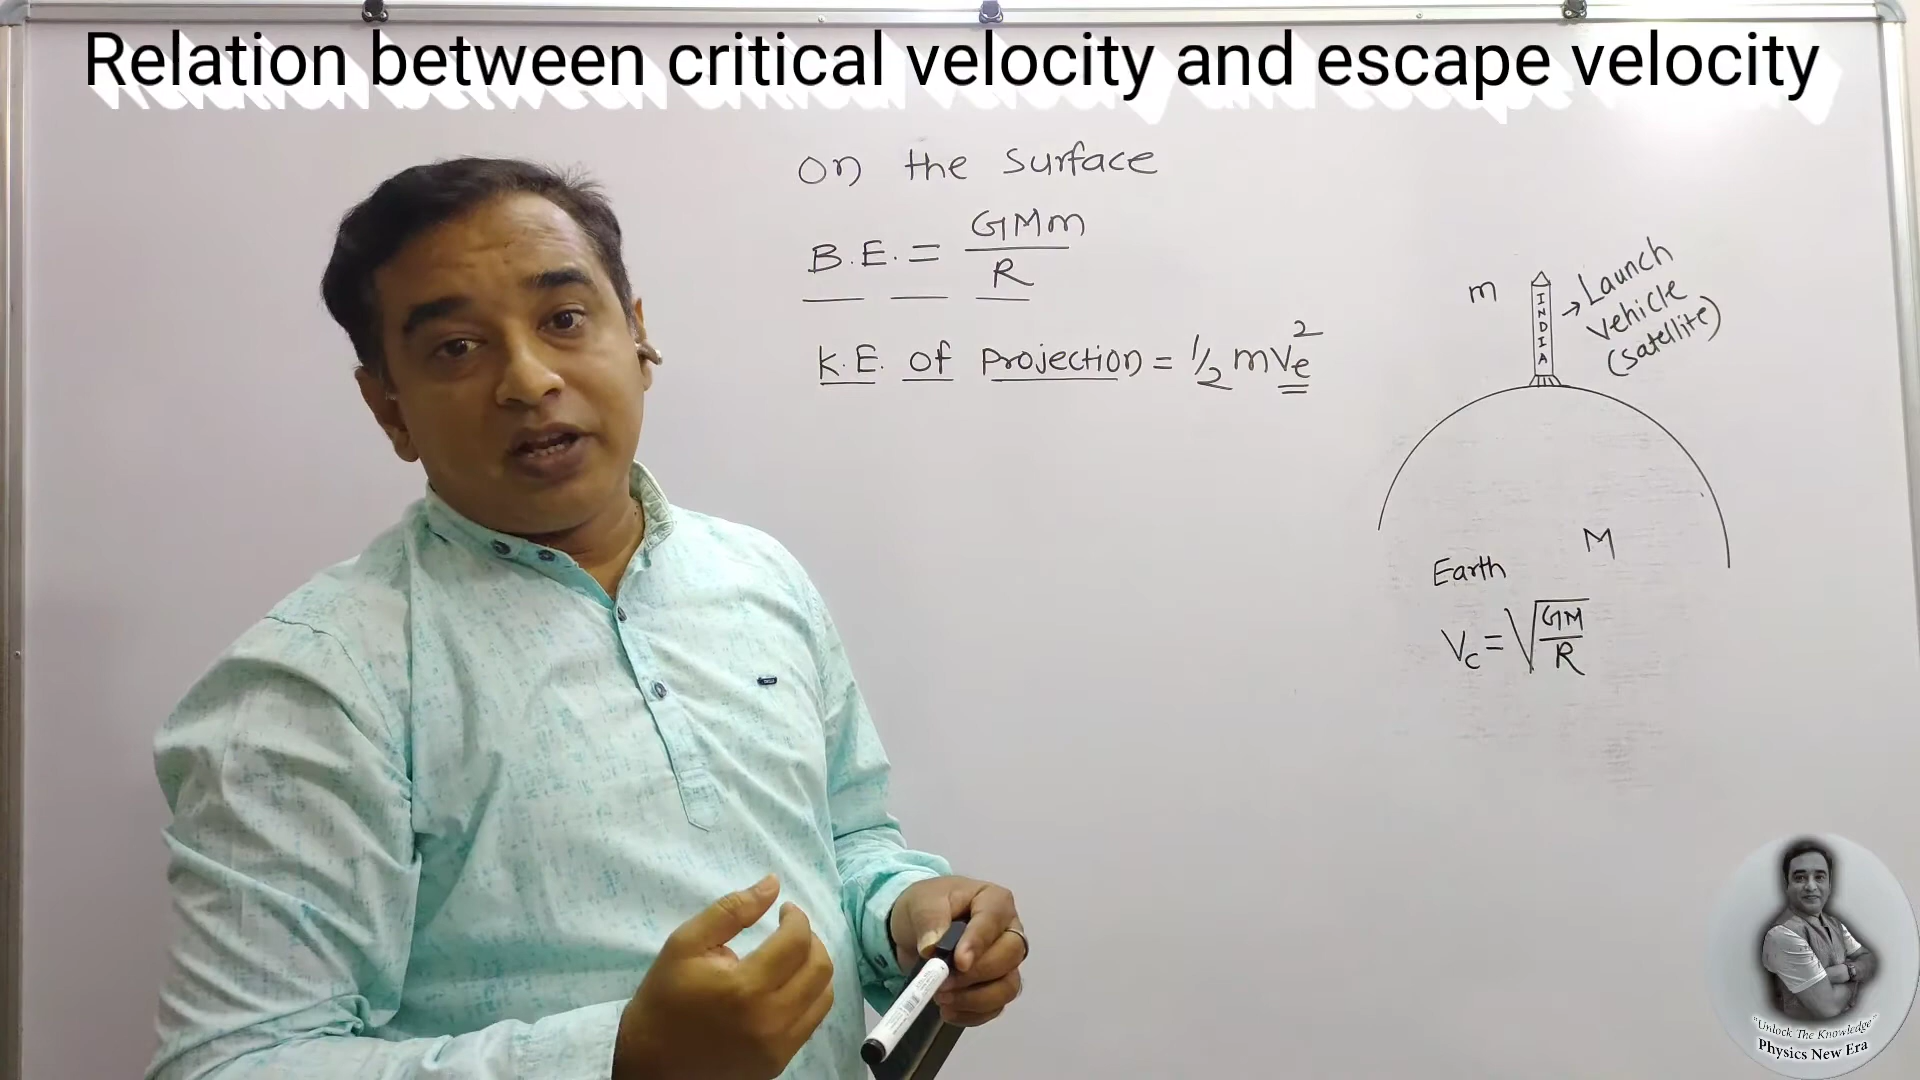 Relation between critical velocity and escape velocity
On the surface
B.E. = GMm
R
K.E. of projection = 1/2 mVe²
m
INDIA
→ Launch
vehicle
(satellite)
M
Earth
Vc = √GM
R
"Unlock The Knowledge"
Physics New Era